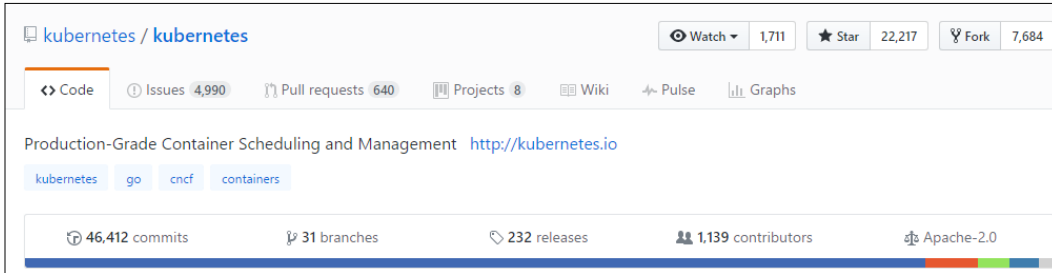 kubernetes / kubernetes Watch 1,711 Star 22,217 Fork 7,684
Code Issues 4,990 Pull requests 640 Projects 8 Wiki Pulse Graphs
Production-Grade Container Scheduling and Management http://kubernetes.io
kubernetes go cncf containers
46,412 commits 31 branches 232 releases 1,139 contributors Apache-2.0